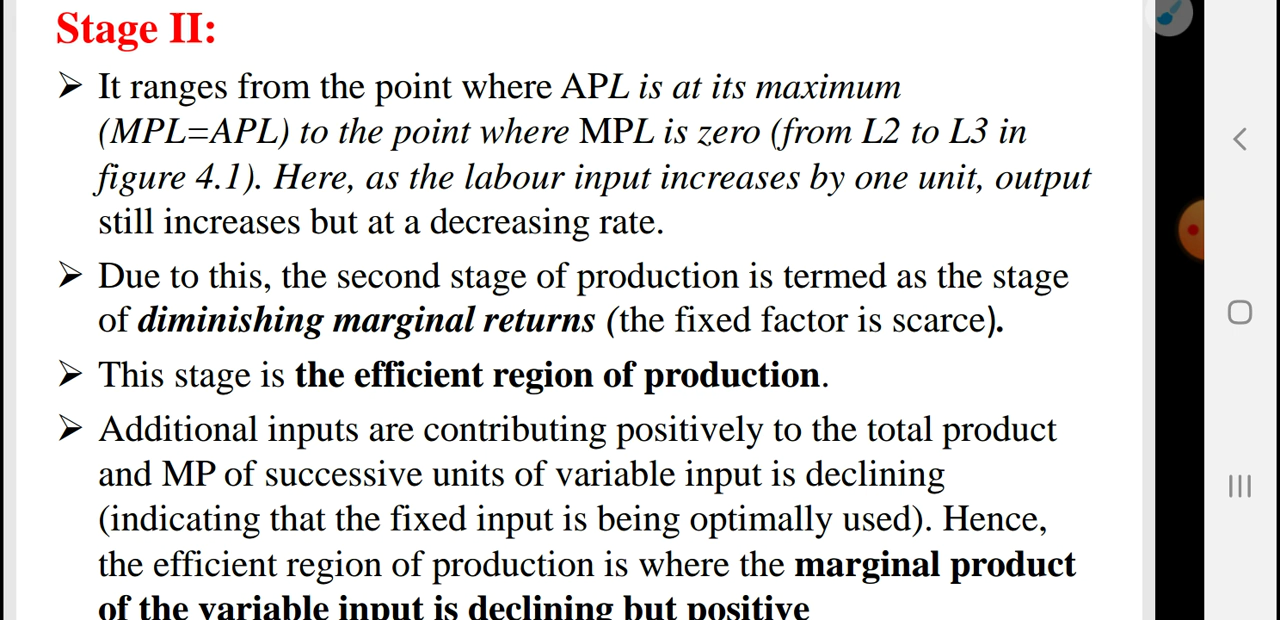 Stage II:
➤ It ranges from the point where APL is at its maximum
(MPL=APL) to the point where MPL is zero (from L2 to L3 in
figure 4.1). Here, as the labour input increases by one unit, output
still increases but at a decreasing rate.
➤ Due to this, the second stage of production is termed as the stage
of diminishing marginal returns (the fixed factor is scarce).
➤ This stage is the efficient region of production.
➤ Additional inputs are contributing positively to the total product
and MP of successive units of variable input is declining
(indicating that the fixed input is being optimally used). Hence,
the efficient region of production is where the marginal product
of the variable input is declining but positive